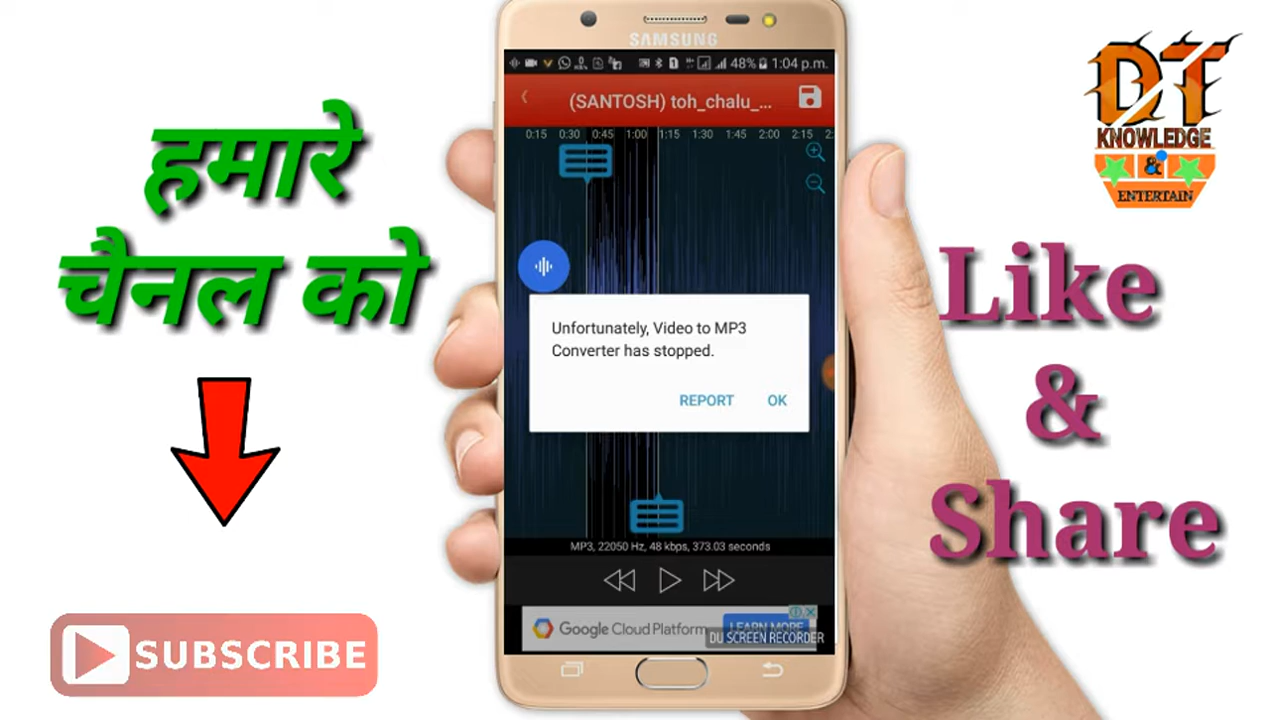 हमारे
चैनल को
SUBSCRIBE
SAMSUNG
48% 1:04 p.m.
(SANTOSH) toh_chalu_...
0:15 0:30 0:45 1:00 1:15 1:30 1:45 2:00 2:15 2:
Unfortunately, Video to MP3
Converter has stopped.
REPORT OK
MP3, 22050 Hz, 48 kbps, 373.03 seconds
Google Cloud Platform LEARN MORE
DU SCREEN RECORDER
DT
KNOWLEDGE
&
ENTERTAIN
Like
&
Share